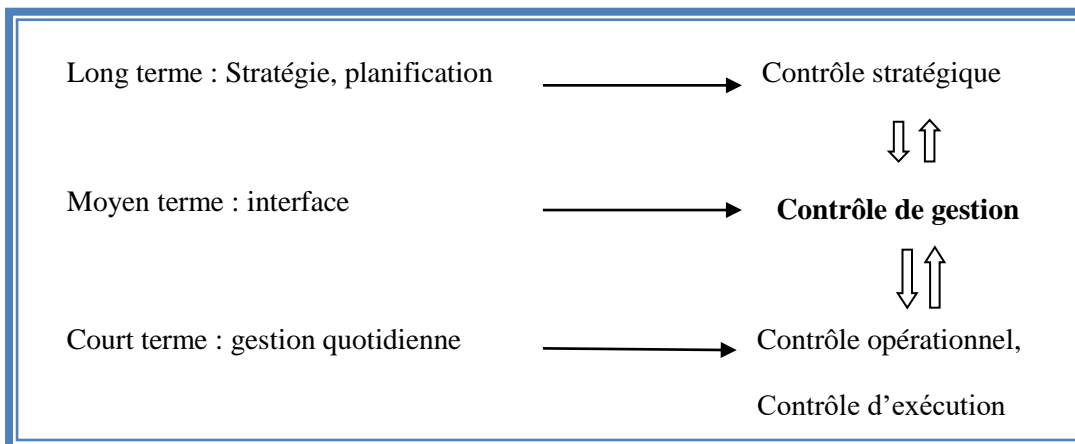 Long terme : Stratégie, planification
Contrôle stratégique
Moyen terme : interface
Contrôle de gestion
Court terme : gestion quotidienne
Contrôle opérationnel,
Contrôle d’exécution